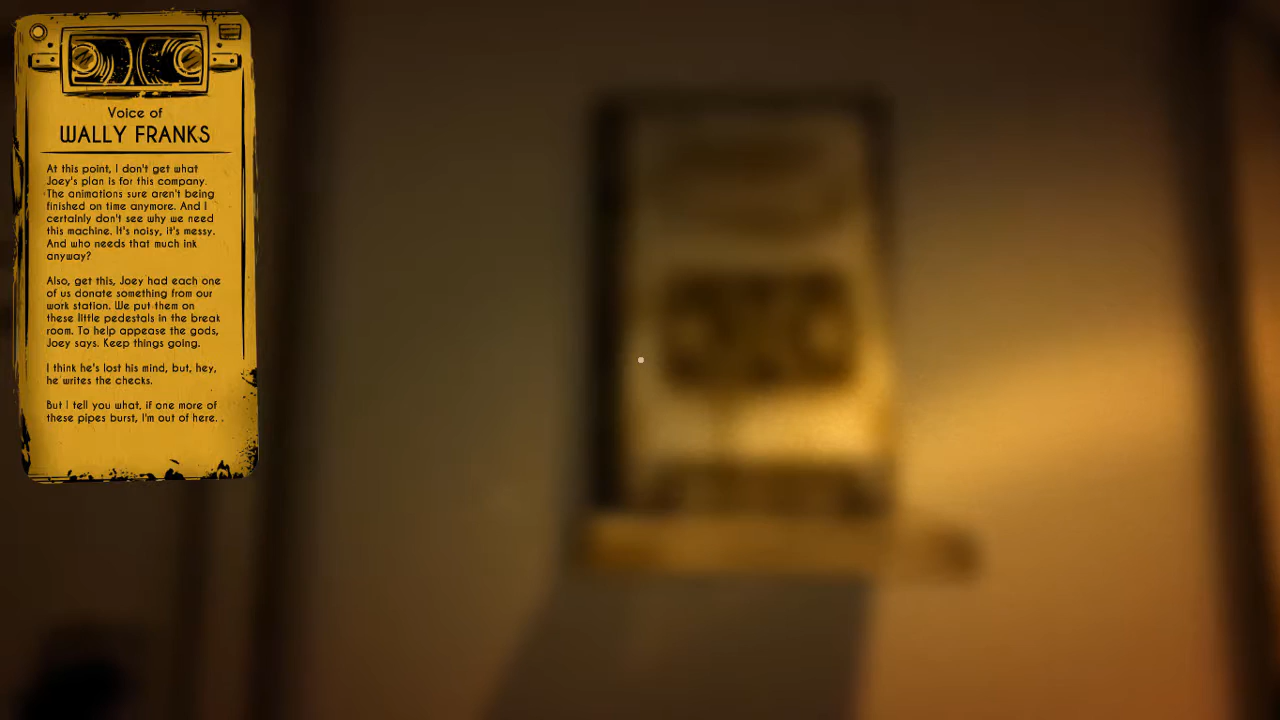 Voice of
WALLY FRANKS
At this point, I don't get what
Joey's plan is for this company.
The animations sure aren't being
finished on time anymore. And I
certainly don't see why we need
this machine. It's noisy, it's messy.
And who needs that much ink
anyway?
Also, get this, Joey had each one
of us donate something from our
work station. We put them on
these little pedestals in the break
room. To help appease the gods,
Joey says. Keep things going.
I think he's lost his mind, but, hey,
he writes the checks.
But I tell you what, if one more of
these pipes burst, I'm out of here. .